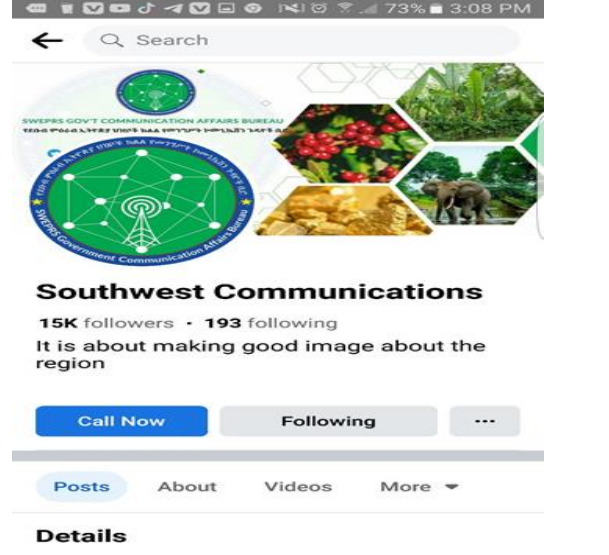 73% 3:08 PM
Search
SWEPRS GOV'T COMMUNICATION AFFAIRS BUREAU
SWEPRS Government Communication Affairs Bureau
Southwest Communications
15K followers · 193 following
It is about making good image about the
region
Call Now
Following
...
Posts
About
Videos
More
Details